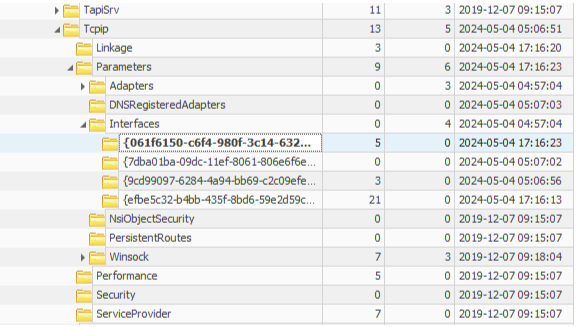 TapiSrv 11 3 2019-12-07 09:15:07
Tcpip 13 5 2024-05-04 05:06:51
Linkage 3 0 2024-05-04 17:16:20
Parameters 9 6 2024-05-04 17:16:23
Adapters 0 3 2024-05-04 04:57:04
DNSRegisteredAdapters 0 0 2024-05-04 05:07:03
Interfaces 0 4 2024-05-04 04:57:04
{061f6150-c6f4-980f-3c14-632... 5 0 2024-05-04 17:16:23
{7dba01ba-09dc-11ef-8061-806e6f6e... 0 0 2024-05-04 05:07:02
{9cd99097-6284-4a94-bb69-c2c09efe... 3 0 2024-05-04 05:06:56
{efbe5c32-b4bb-435f-8bd6-59e2d59c... 21 0 2024-05-04 17:16:13
NsiObjectSecurity 0 0 2019-12-07 09:15:07
PersistentRoutes 0 0 2019-12-07 09:15:07
Winsock 7 3 2019-12-07 09:18:04
Performance 5 0 2019-12-07 09:15:07
Security 0 0 2019-12-07 09:15:07
ServiceProvider 7 0 2019-12-07 09:15:07